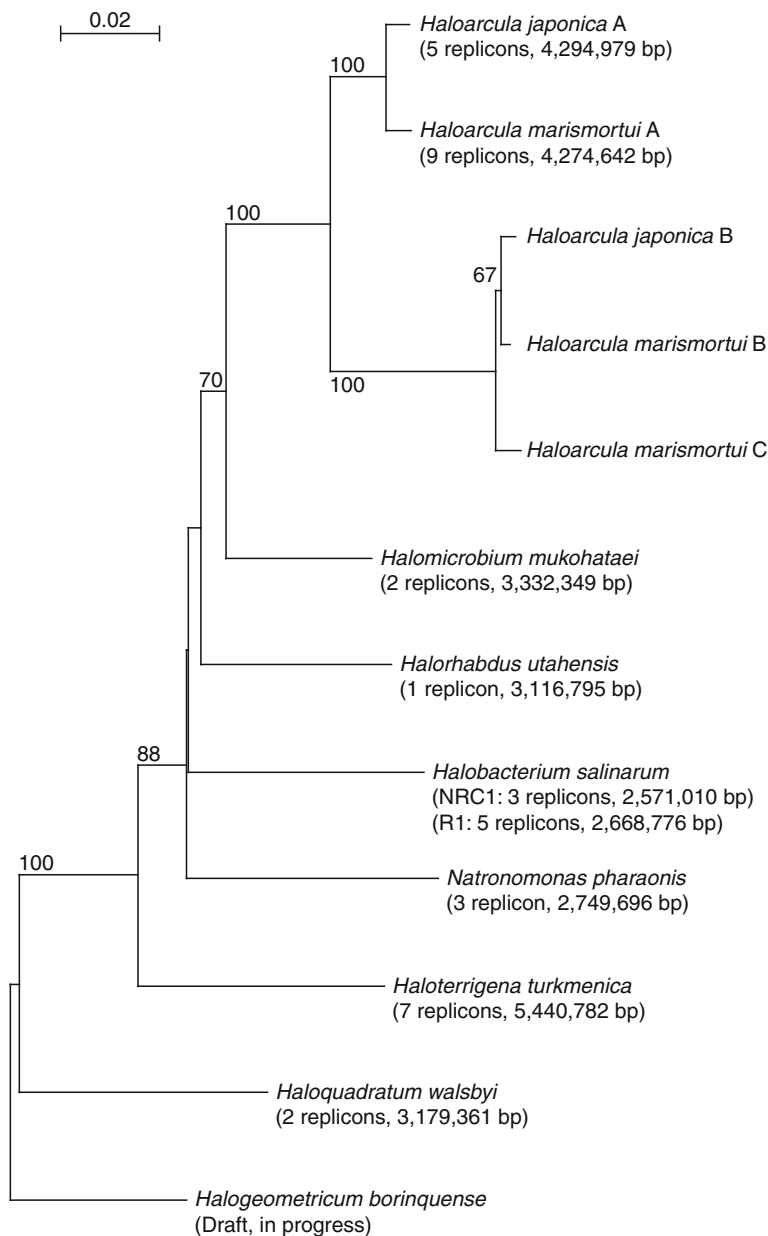 0.02
Haloarcula japonica A
(5 replicons, 4,294,979 bp)
100
Haloarcula marismortui A
(9 replicons, 4,274,642 bp)
100
Haloarcula japonica B
67
Haloarcula marismortui B
70
100
Haloarcula marismortui C
Halomicrobium mukohataei
(2 replicons, 3,332,349 bp)
Halorhabdus utahensis
(1 replicon, 3,116,795 bp)
88
Halobacterium salinarum
(NRC1: 3 replicons, 2,571,010 bp)
(R1: 5 replicons, 2,668,776 bp)
100
Natronomonas pharaonis
(3 replicon, 2,749,696 bp)
Haloterrigena turkmenica
(7 replicons, 5,440,782 bp)
Haloquadratum walsbyi
(2 replicons, 3,179,361 bp)
Halogeometricum borinquense
(Draft, in progress)